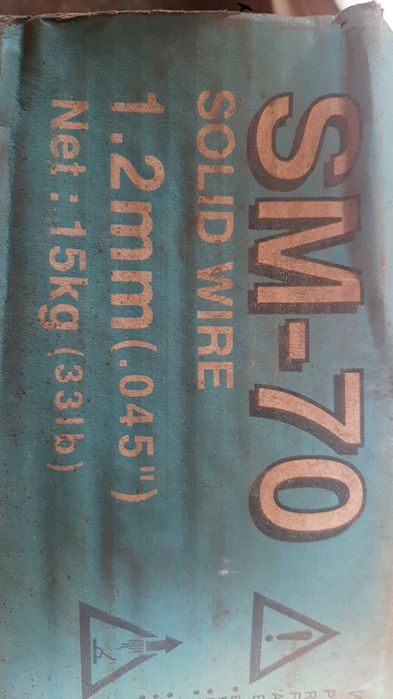 SM-70
SOLID WIRE
1.2mm(.045")
Net : 15kg (33lb)